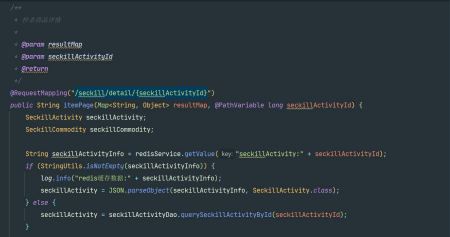 /**
* 秒杀商品详情
*
* @param resultMap
* @param seckillActivityId
* @return
*/
@RequestMapping("/seckill/detail/{seckillActivityId}")
public String itemPage(Map<String, Object> resultMap, @PathVariable long seckillActivityId) {
SeckillActivity seckillActivity;
SeckillCommodity seckillCommodity;
String seckillActivityInfo = redisService.getValue( key: "seckillActivity:" + seckillActivityId);
if (StringUtils.isNotEmpty(seckillActivityInfo)) {
log.info("redis缓存数据:" + seckillActivityInfo);
seckillActivity = JSON.parseObject(seckillActivityInfo, SeckillActivity.class);
} else {
seckillActivity = seckillActivityDao.querySeckillActivityById(seckillActivityId);
}